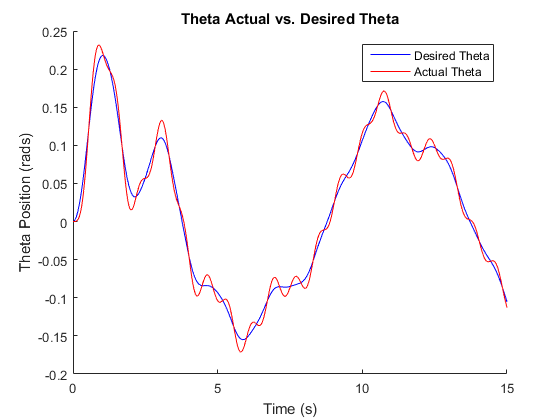 Theta Actual vs. Desired Theta
Desired Theta
Actual Theta
0.25
0.2
0.15
0.1
0.05
0
-0.05
-0.1
-0.15
-0.2
Theta Position (rads)
0 5 10 15
Time (s)